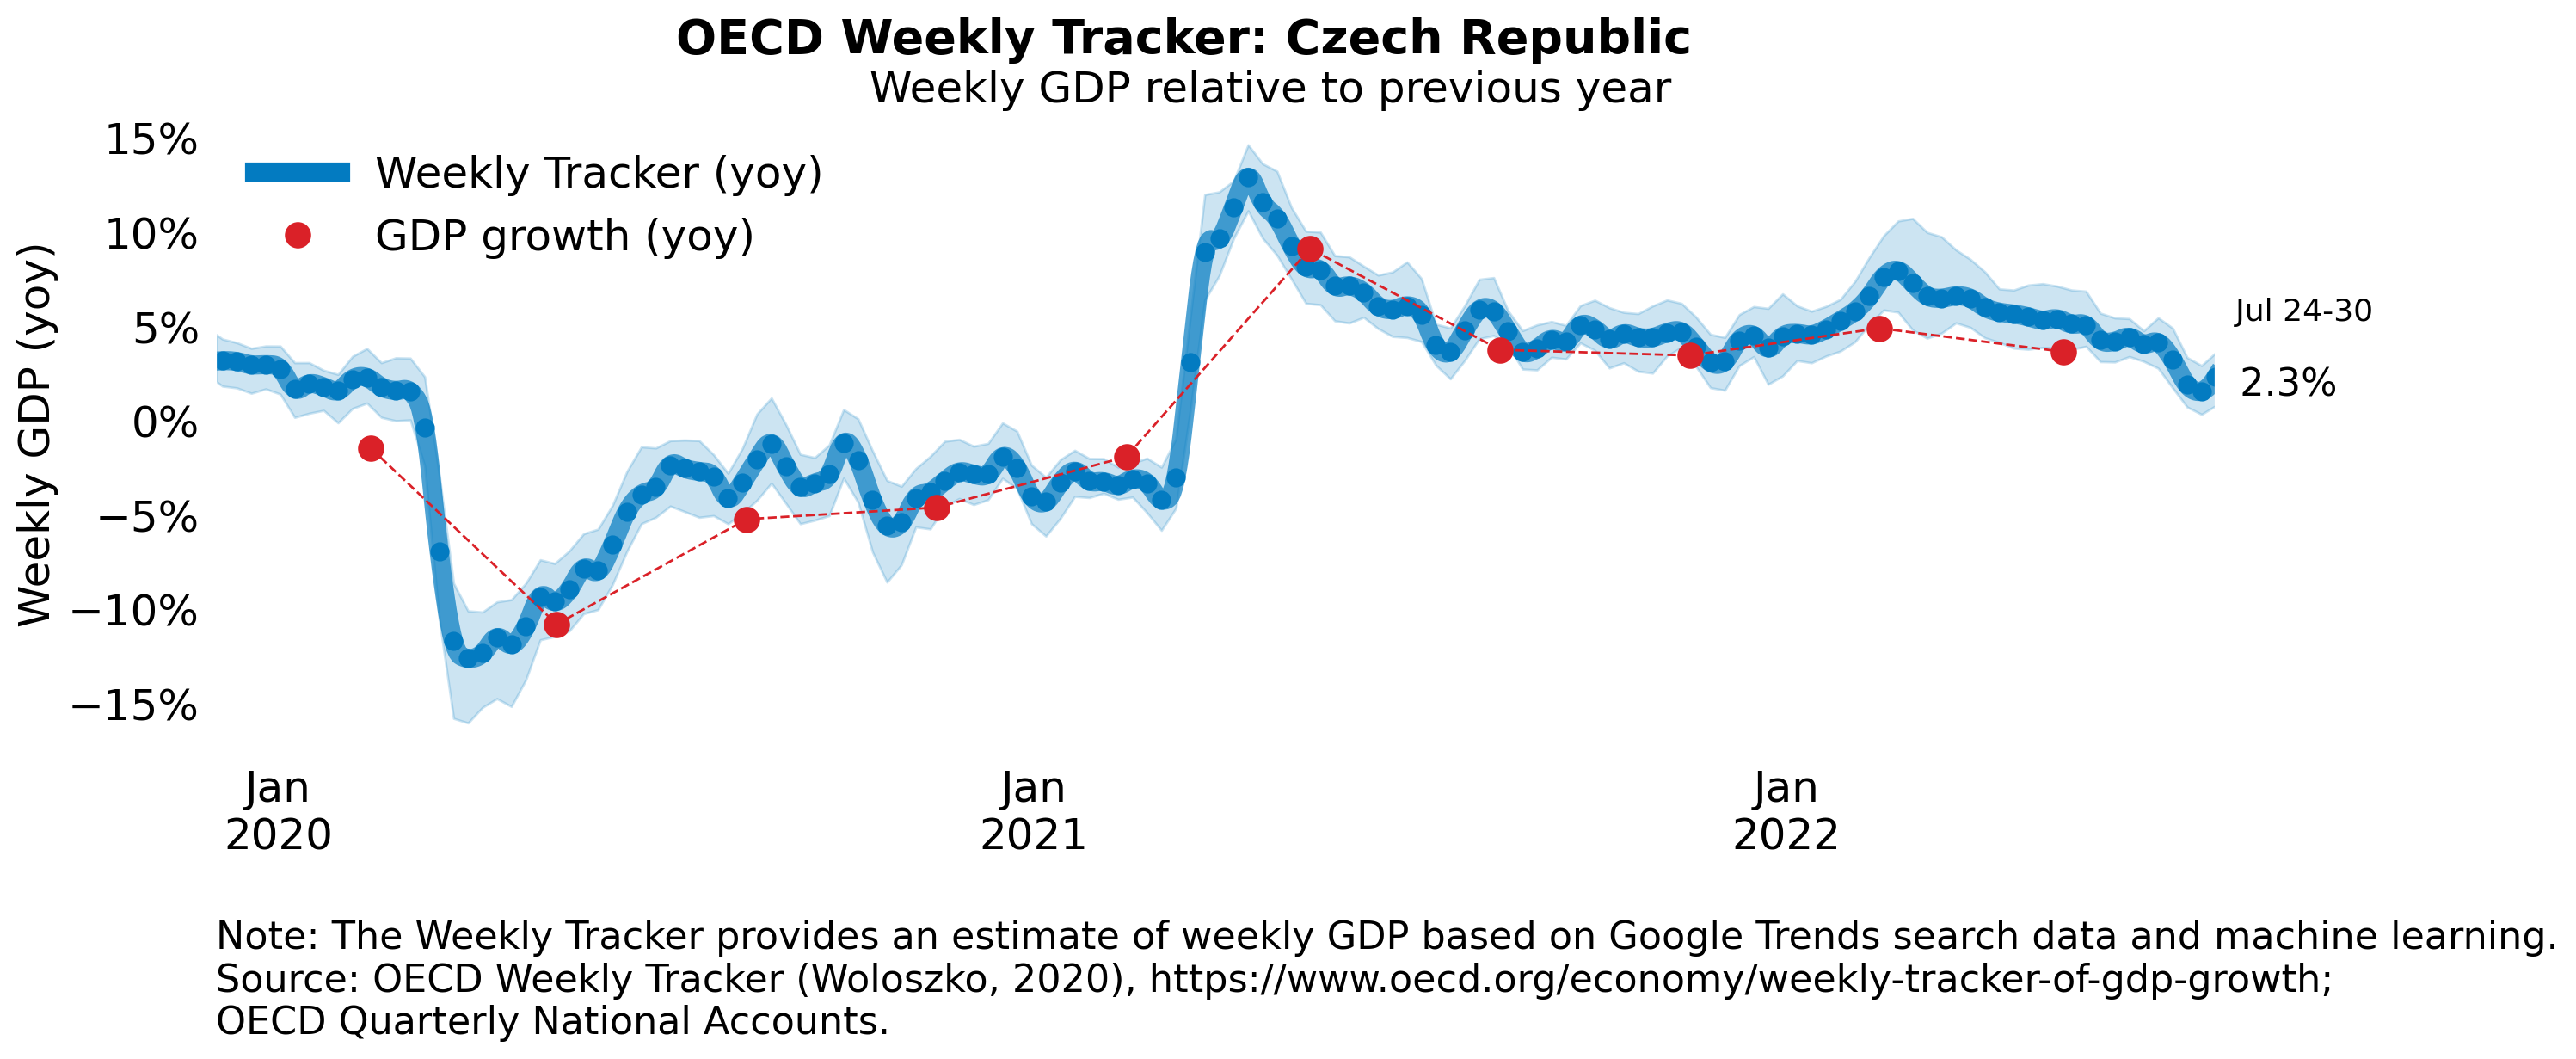 OECD Weekly Tracker: Czech Republic
Weekly GDP relative to previous year
Weekly GDP (yoy)
15%
10%
5%
0%
−5%
−10%
−15%
Weekly Tracker (yoy)
GDP growth (yoy)
Jul 24-30
2.3%
Jan
2020
Jan
2021
Jan
2022
Note: The Weekly Tracker provides an estimate of weekly GDP based on Google Trends search data and machine learning.
Source: OECD Weekly Tracker (Woloszko, 2020), https://www.oecd.org/economy/weekly-tracker-of-gdp-growth;
OECD Quarterly National Accounts.